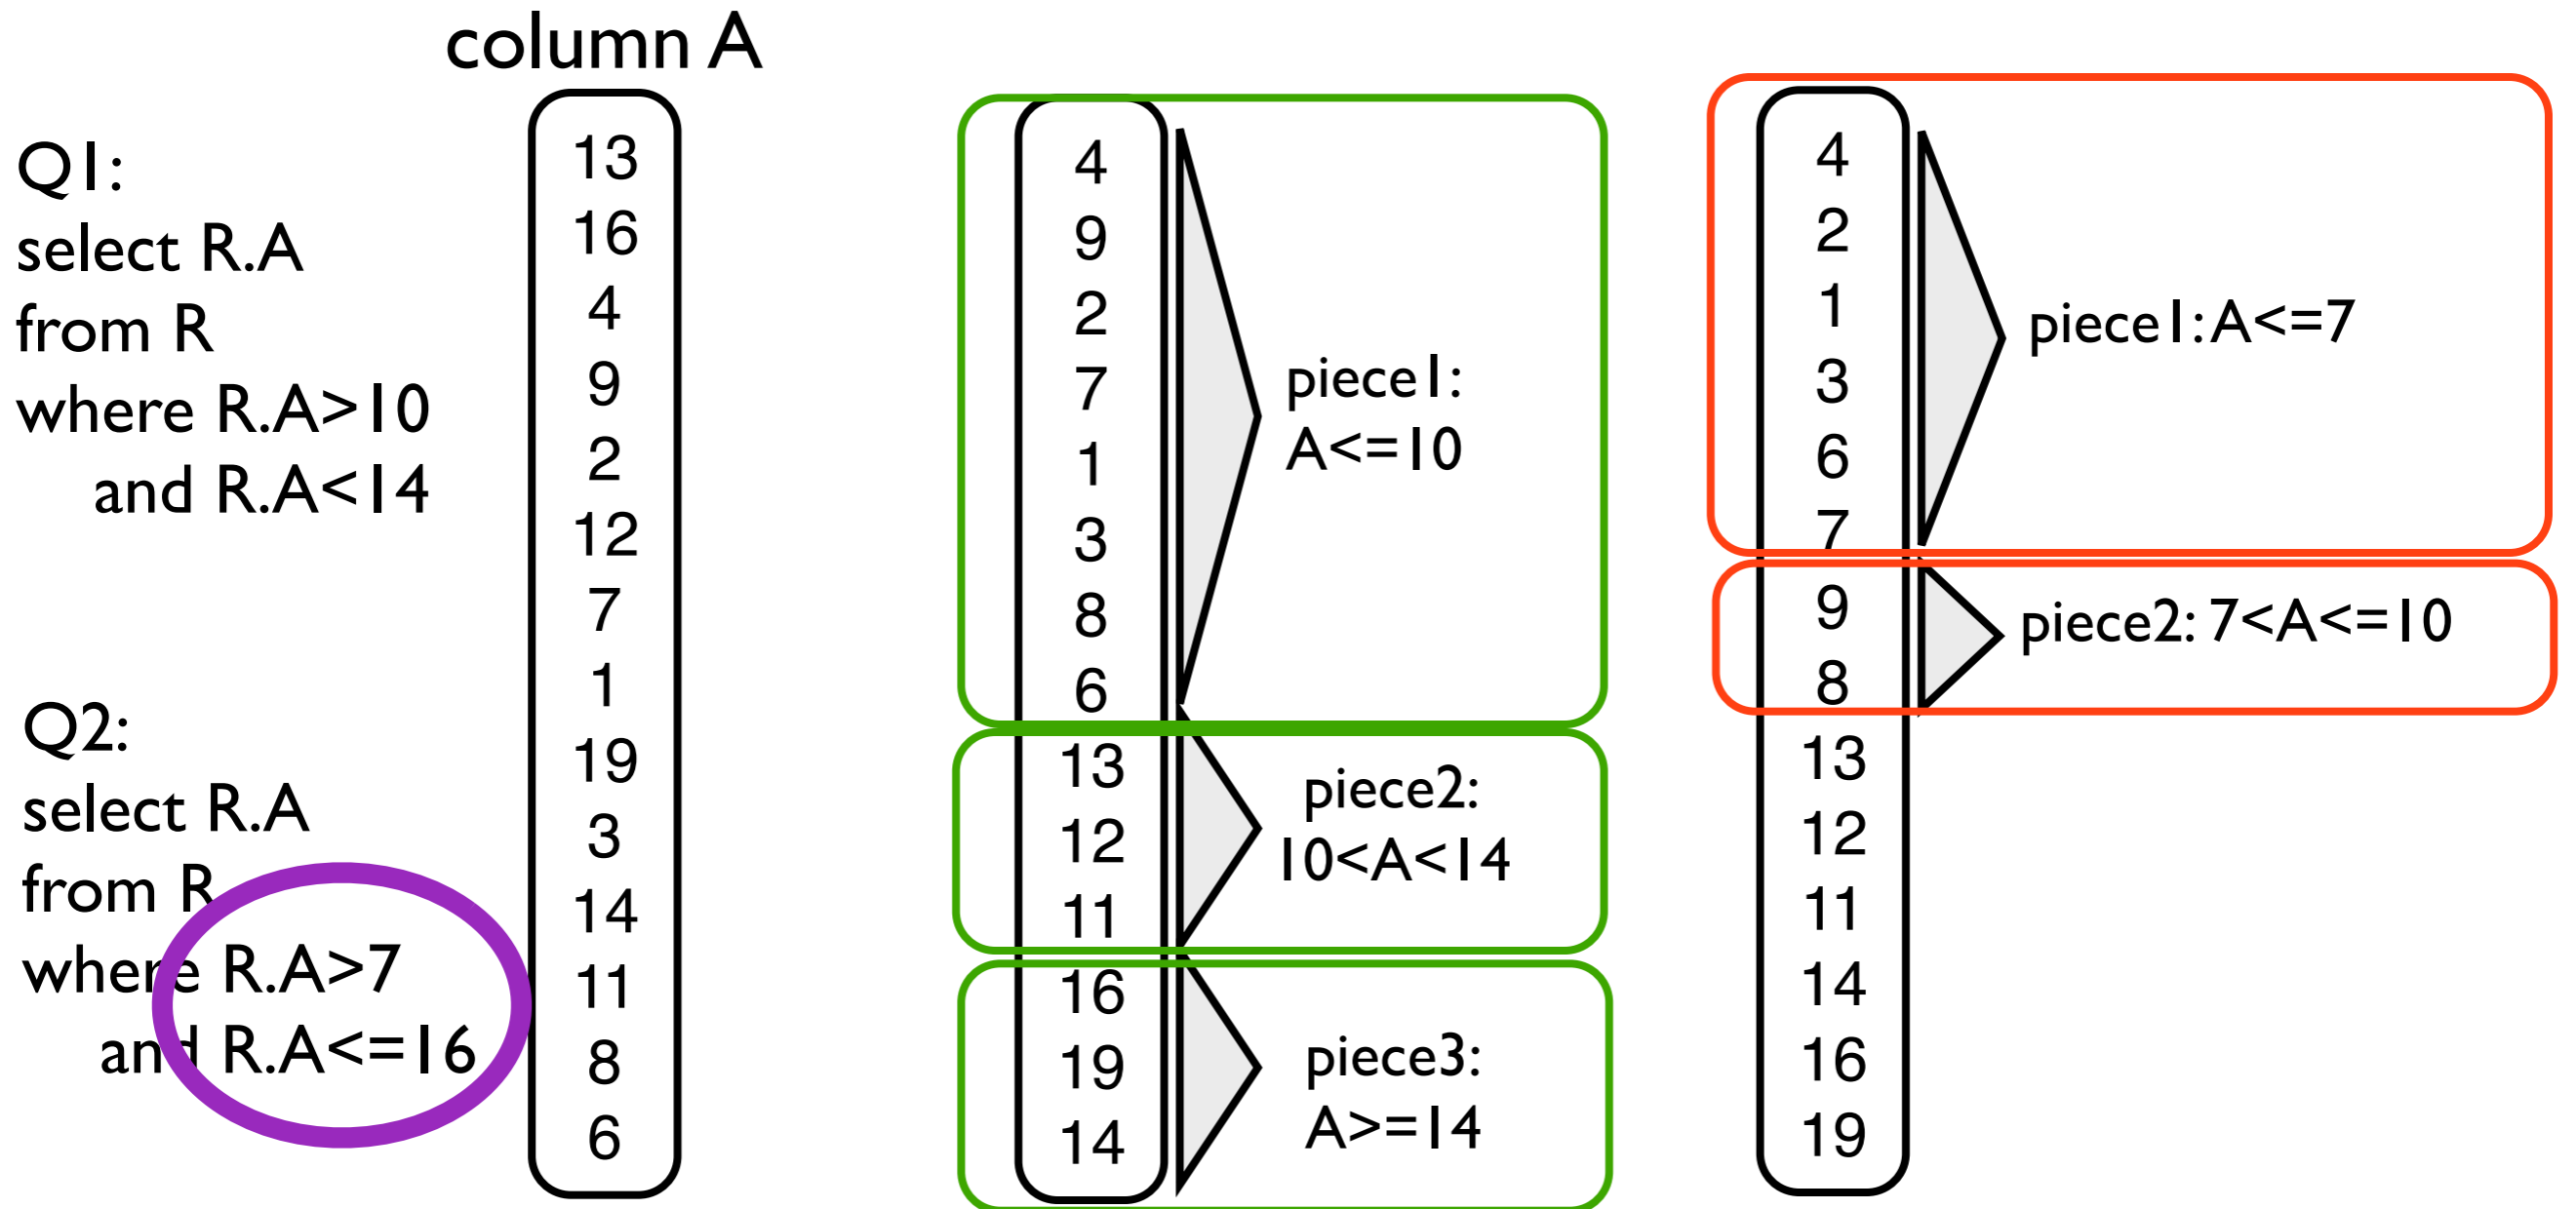 column A
Q1:
select R.A
from R
where R.A>10
and R.A<14
Q2:
select R.A
from R
where R.A>7
and R.A<=16
13
16
4
9
2
12
7
1
19
3
14
11
8
6
4
9
2
7
1
3
8
6
13
12
11
16
19
14
piece1:
A<=10
piece2:
10<A<14
piece3:
A>=14
4
2
1
3
6
7
9
8
13
12
11
14
16
19
piece1: A<=7
piece2: 7<A<=10